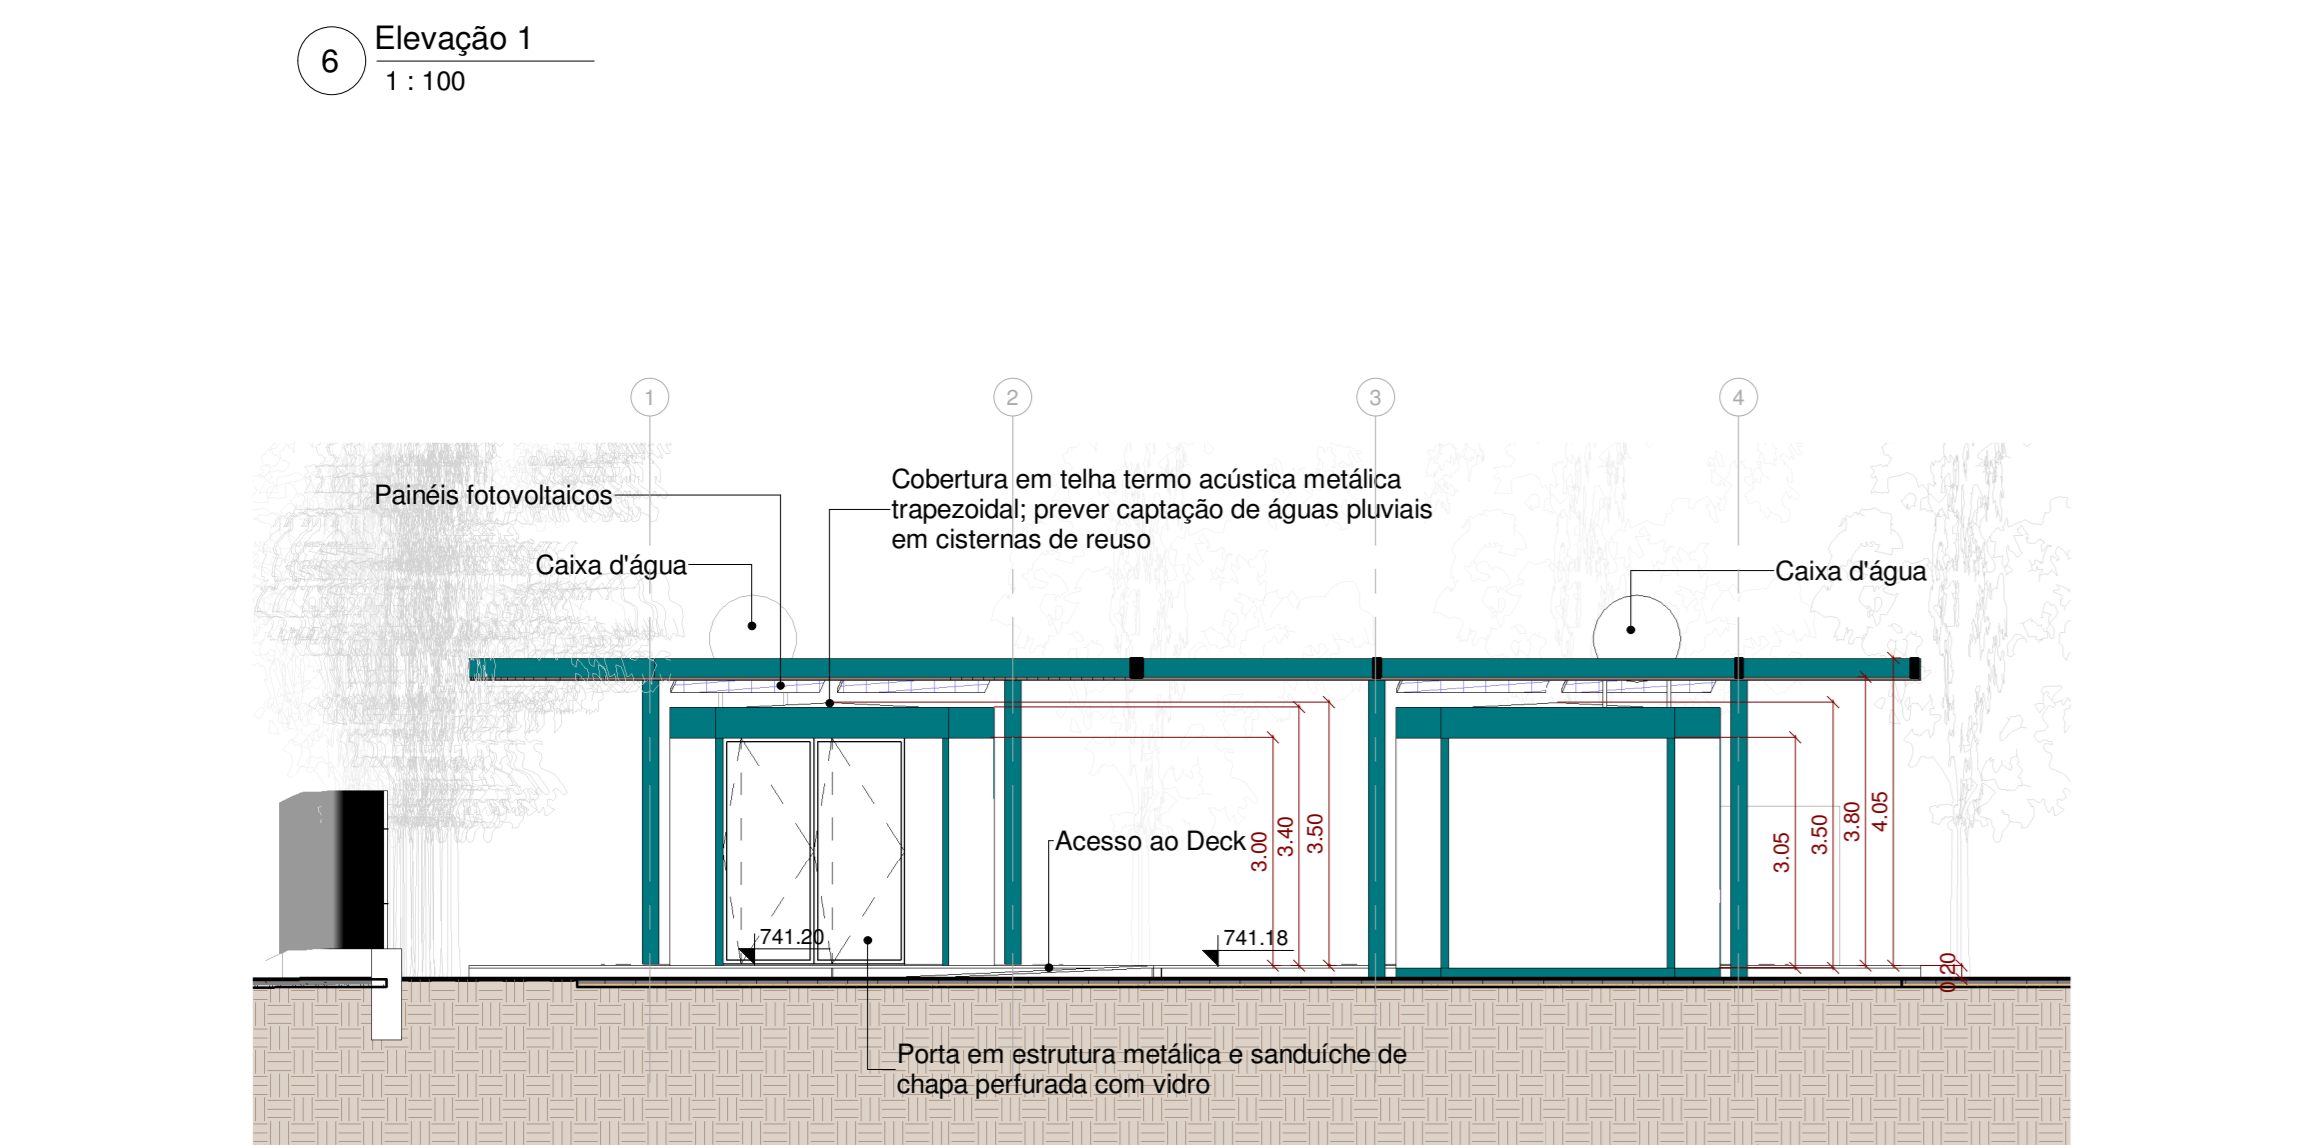 6
Elevação 1
1 : 100
1
2
3
4
Painéis fotovoltaicos
Cobertura em telha termo acústica metálica
trapezoidal; prever captação de águas pluviais
em cisternas de reuso
Caixa d'água
Caixa d'água
Acesso ao Deck
3.00
3.40
3.50
3.05
3.50
3.80
4.05
741.20
741.18
0.20
Porta em estrutura metálica e sanduíche de
chapa perfurada com vidro